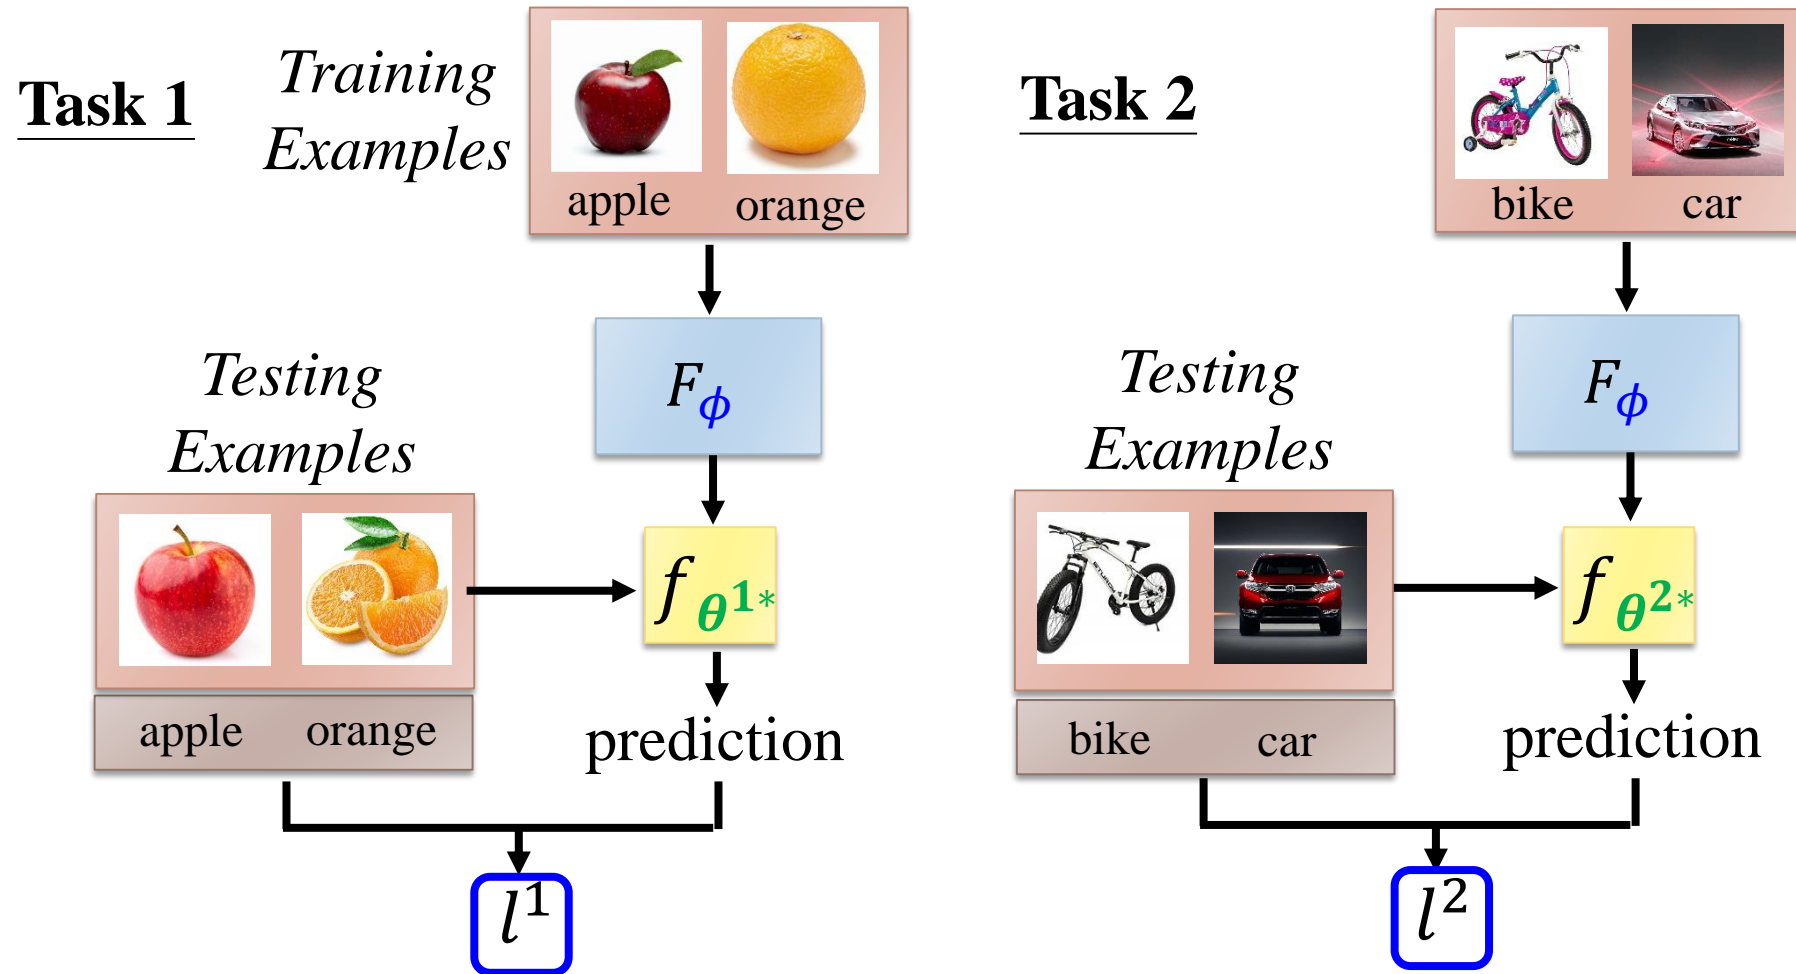 Task 1
Training
Examples
apple orange
F_ϕ
Testing
Examples
f_θ^1*
apple orange
prediction
l^1
Task 2
bike car
F_ϕ
Testing
Examples
f_θ^2*
bike car
prediction
l^2